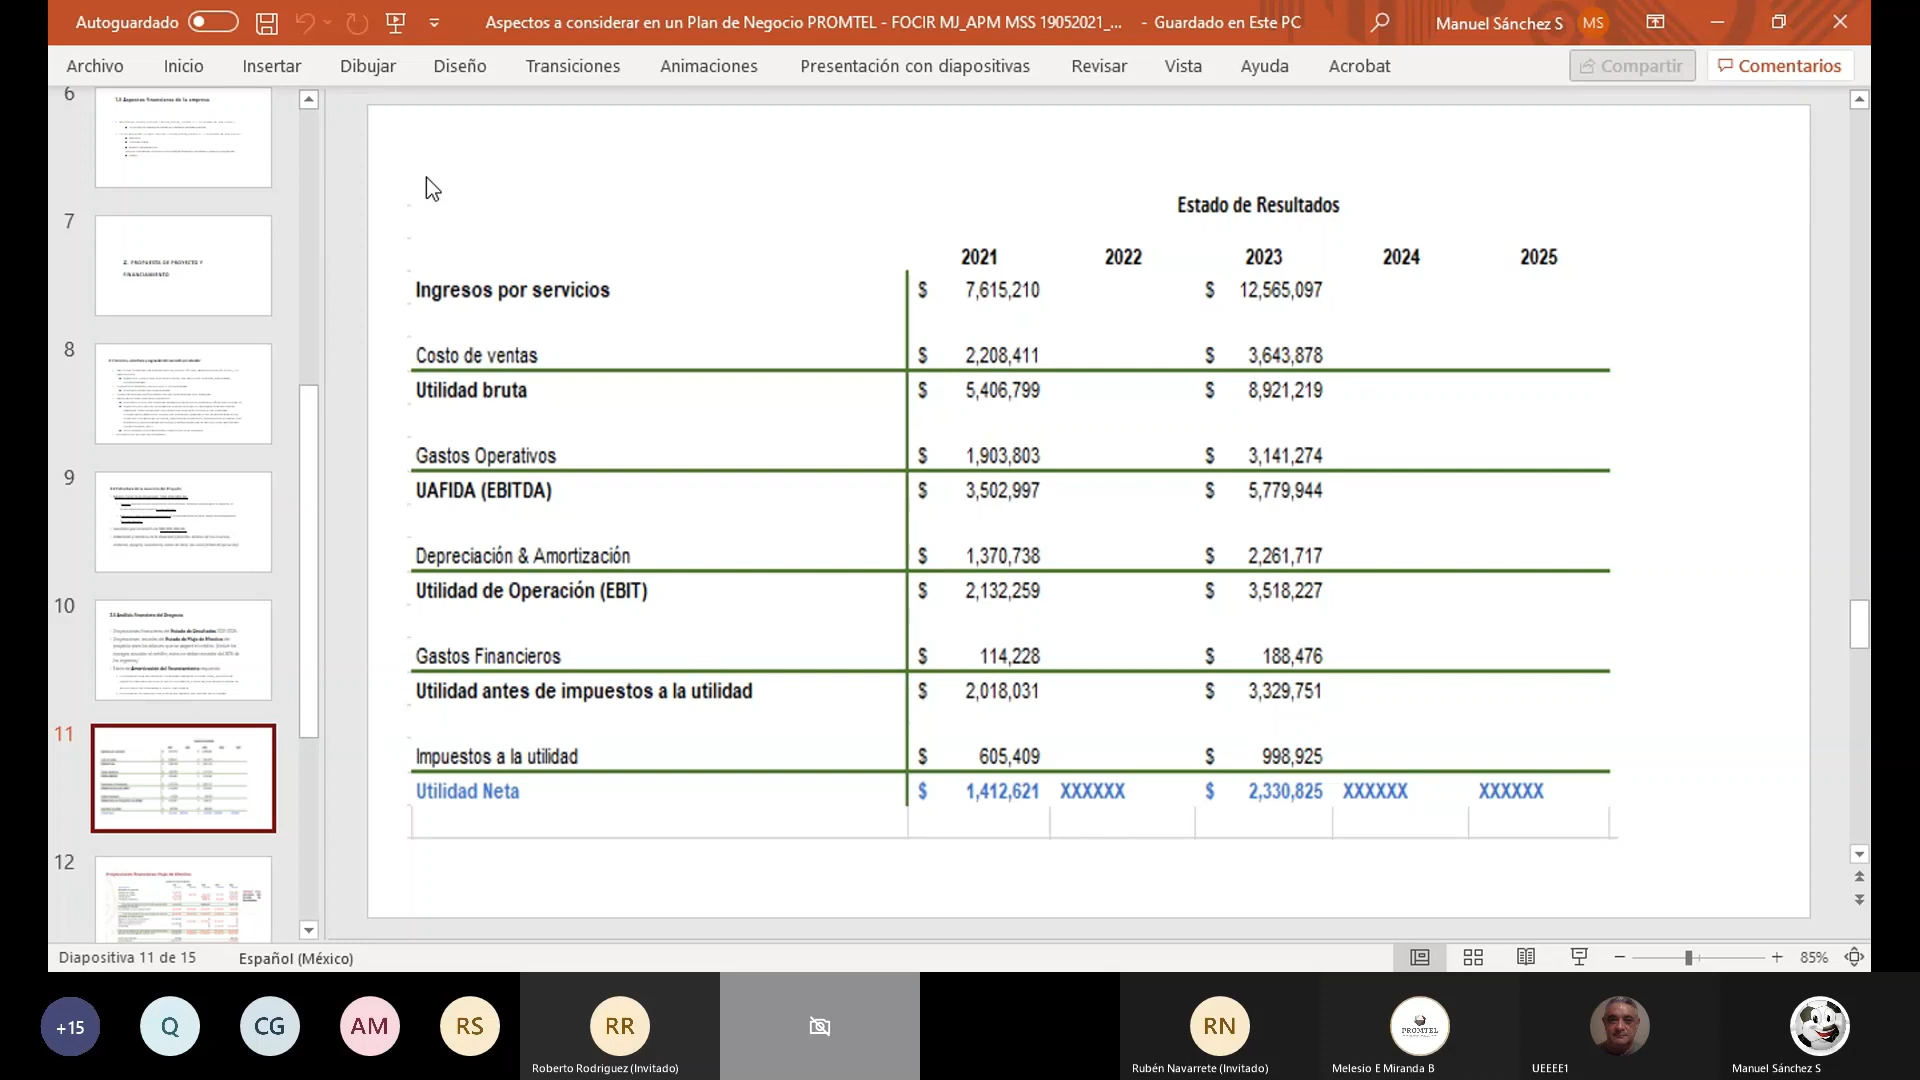 Autoguardado
Aspectos a considerar en un Plan de Negocio PROMTEL - FOCIR MJ_APM MSS 19052021_... - Guardado en Este PC
Manuel Sánchez S MS
Archivo Inicio Insertar Dibujar Diseño Transiciones Animaciones Presentación con diapositivas Revisar Vista Ayuda Acrobat Compartir Comentarios
6
7
2. PROPUESTA DE PROYECTO Y
FINANCIAMIENTO
8
9
10
11
12
Estado de Resultados
2021 2022 2023 2024 2025
Ingresos por servicios $ 7,615,210 $ 12,565,097
Costo de ventas $ 2,208,411 $ 3,643,878
Utilidad bruta $ 5,406,799 $ 8,921,219
Gastos Operativos $ 1,903,803 $ 3,141,274
UAFIDA (EBITDA) $ 3,502,997 $ 5,779,944
Depreciación & Amortización $ 1,370,738 $ 2,261,717
Utilidad de Operación (EBIT) $ 2,132,259 $ 3,518,227
Gastos Financieros $ 114,228 $ 188,476
Utilidad antes de impuestos a la utilidad $ 2,018,031 $ 3,329,751
Impuestos a la utilidad $ 605,409 $ 998,925
Utilidad Neta $ 1,412,621 XXXXXX $ 2,330,825 XXXXXX XXXXXX
Diapositiva 11 de 15 Español (México) 85%
+15 Q CG AM RS RR RN PROMTEL
Roberto Rodriguez (Invitado) Rubén Navarrete (Invitado) Melesio E Miranda B UEEEE1 Manuel Sánchez S